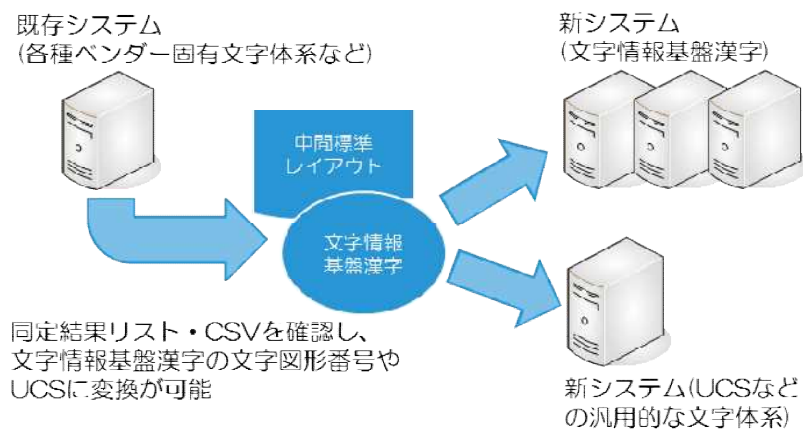 既存システム
(各種ベンダー固有文字体系など)
新システム
(文字情報基盤漢字)
中間標準
レイアウト
文字情報
基盤漢字
同定結果リスト・CSVを確認し、
文字情報基盤漢字の文字図形番号や
UCSに変換が可能
新システム(UCSなど
の汎用的な文字体系)